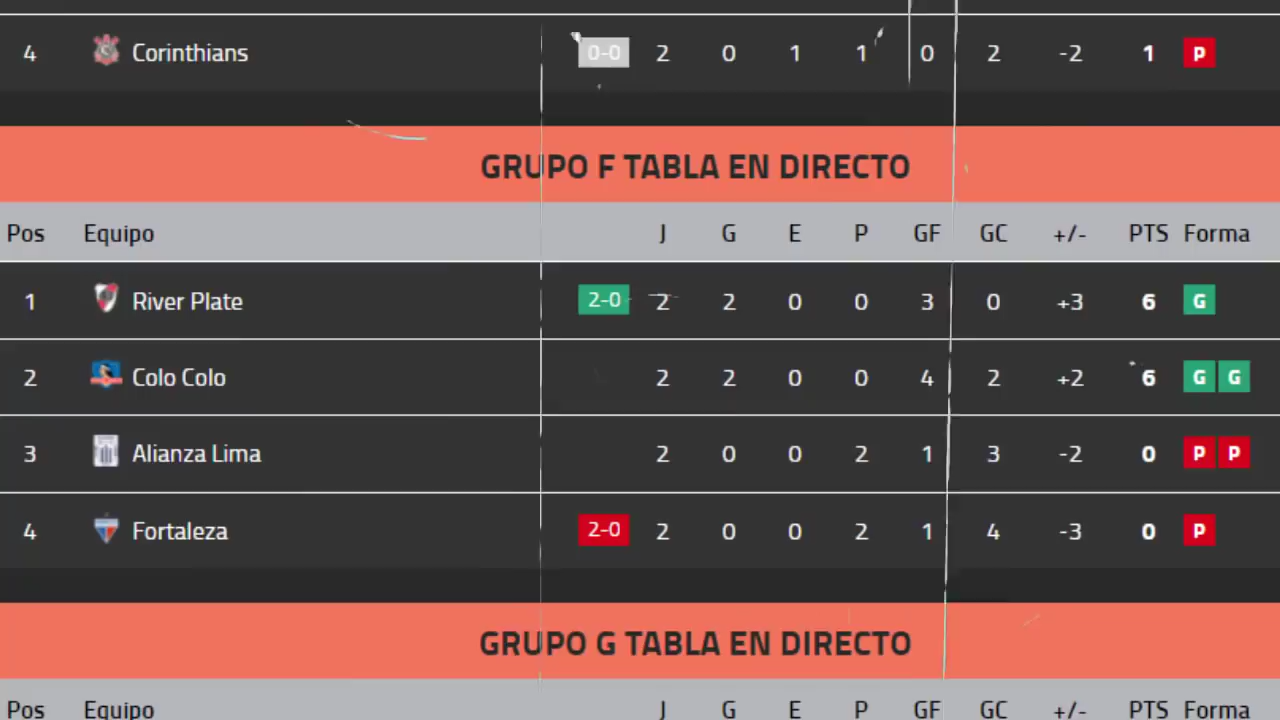 4 Corinthians 0-0 2 0 1 1 0 2 -2 1 P
GRUPO F TABLA EN DIRECTO
Pos Equipo J G E P GF GC +/- PTS Forma
1 River Plate 2-0 2 2 0 0 3 0 +3 6 G
2 Colo Colo 2 2 0 0 4 2 +2 6 G G
3 Alianza Lima 2 0 0 2 1 3 -2 0 P P
4 Fortaleza 2-0 2 0 0 2 1 4 -3 0 P
GRUPO G TABLA EN DIRECTO
Pos Equipo J G E P GF GC +/- PTS Forma